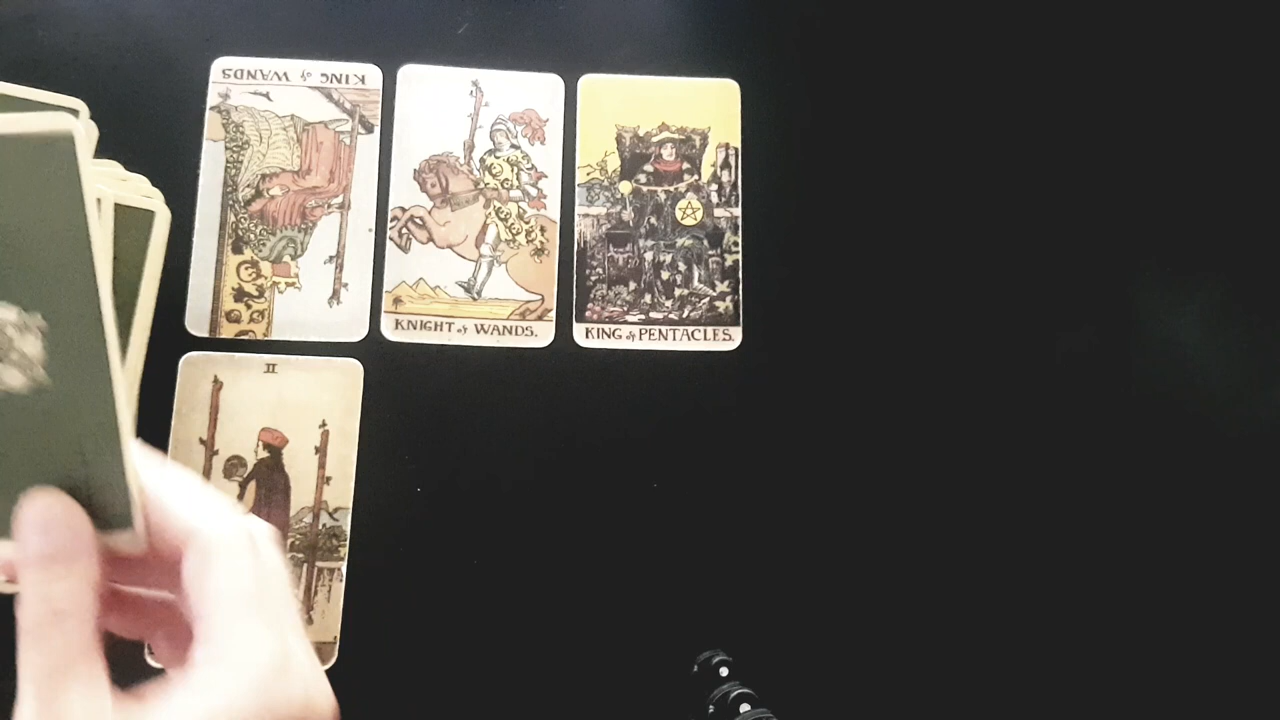 KING of WANDS
KNIGHT of WANDS.
KING of PENTACLES.
II